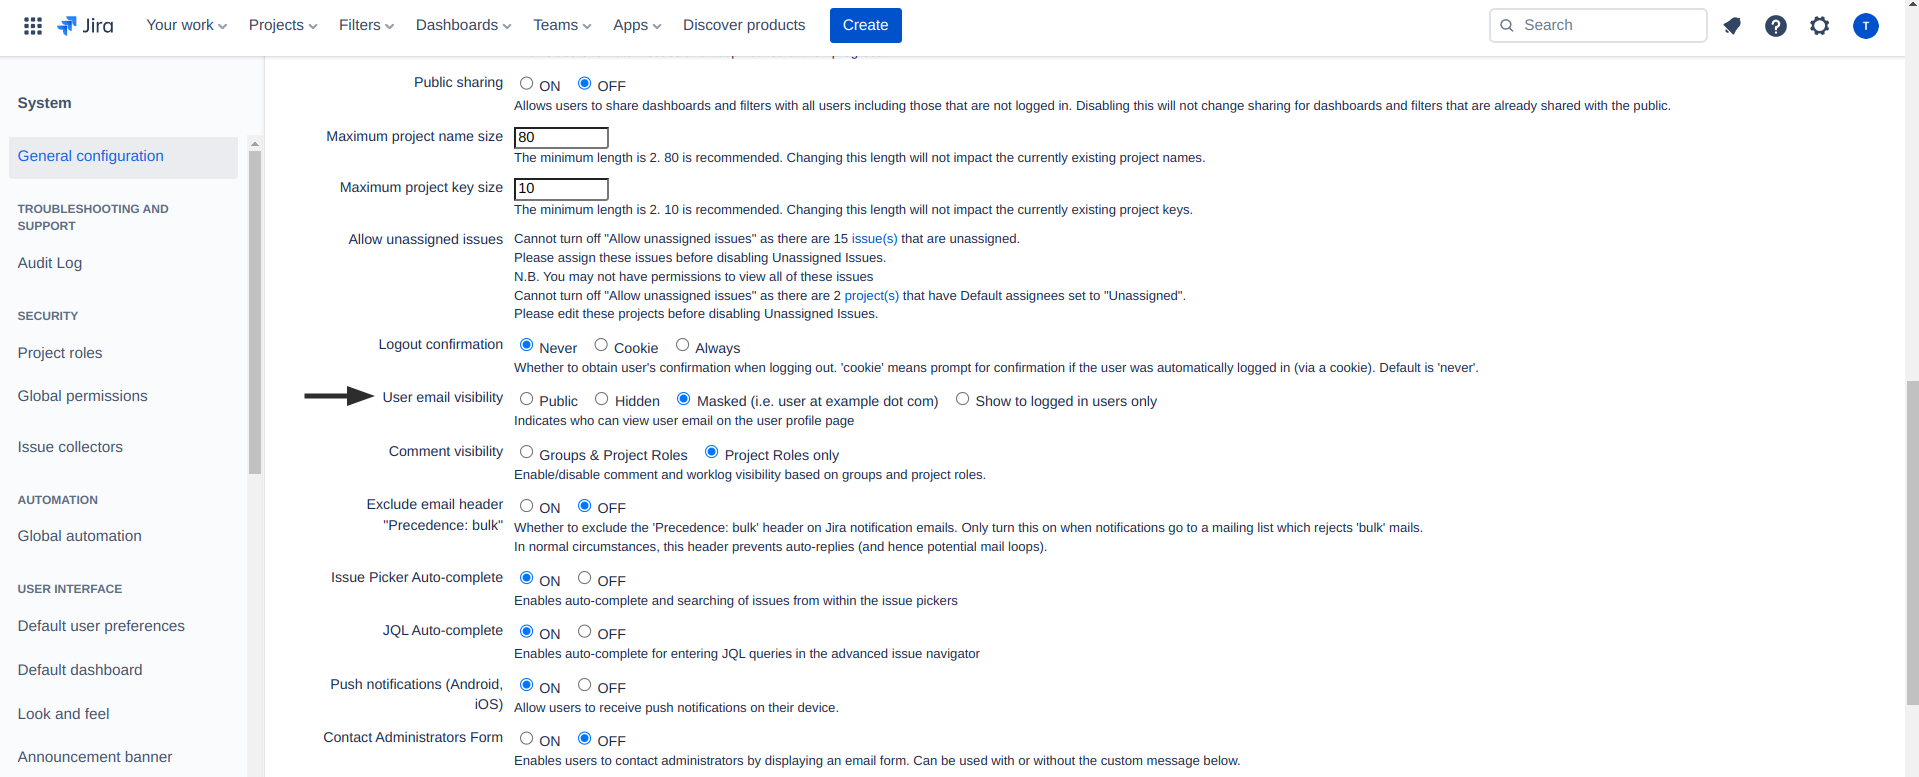 Jira
Your work
Projects
Filters
Dashboards
Teams
Apps
Discover products
Create
Search
T
System
General configuration
TROUBLESHOOTING AND
SUPPORT
Audit Log
SECURITY
Project roles
Global permissions
Issue collectors
AUTOMATION
Global automation
USER INTERFACE
Default user preferences
Default dashboard
Look and feel
Announcement banner
Public sharing ON OFF
Allows users to share dashboards and filters with all users including those that are not logged in. Disabling this will not change sharing for dashboards and filters that are already shared with the public.
Maximum project name size 80
The minimum length is 2. 80 is recommended. Changing this length will not impact the currently existing project names.
Maximum project key size 10
The minimum length is 2. 10 is recommended. Changing this length will not impact the currently existing project keys.
Allow unassigned issues Cannot turn off "Allow unassigned issues" as there are 15 issue(s) that are unassigned.
Please assign these issues before disabling Unassigned Issues.
N.B. You may not have permissions to view all of these issues
Cannot turn off "Allow unassigned issues" as there are 2 project(s) that have Default assignees set to "Unassigned".
Please edit these projects before disabling Unassigned Issues.
Logout confirmation Never Cookie Always
Whether to obtain user's confirmation when logging out. 'cookie' means prompt for confirmation if the user was automatically logged in (via a cookie). Default is 'never'.
User email visibility Public Hidden Masked (i.e. user at example dot com) Show to logged in users only
Indicates who can view user email on the user profile page
Comment visibility Groups & Project Roles Project Roles only
Enable/disable comment and worklog visibility based on groups and project roles.
Exclude email header ON OFF
"Precedence: bulk" Whether to exclude the 'Precedence: bulk' header on Jira notification emails. Only turn this on when notifications go to a mailing list which rejects 'bulk' mails.
In normal circumstances, this header prevents auto-replies (and hence potential mail loops).
Issue Picker Auto-complete ON OFF
Enables auto-complete and searching of issues from within the issue pickers
JQL Auto-complete ON OFF
Enables auto-complete for entering JQL queries in the advanced issue navigator
Push notifications (Android, ON OFF
iOS) Allow users to receive push notifications on their device.
Contact Administrators Form ON OFF
Enables users to contact administrators by displaying an email form. Can be used with or without the custom message below.